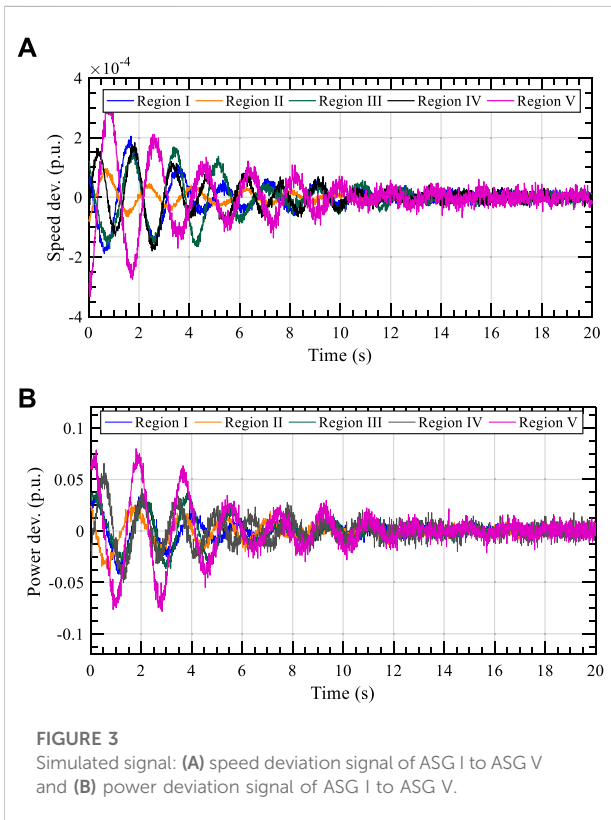 A
×10⁻⁴
4
Region I Region II Region III Region IV Region V
2
0
-2
-4
Speed dev. (p.u.)
0 2 4 6 8 10 12 14 16 18 20
Time (s)
B
0.1
Region I Region II Region III Region IV Region V
0.05
0
-0.05
-0.1
Power dev. (p.u.)
0 2 4 6 8 10 12 14 16 18 20
Time (s)
FIGURE 3
Simulated signal: (A) speed deviation signal of ASG I to ASG V
and (B) power deviation signal of ASG I to ASG V.